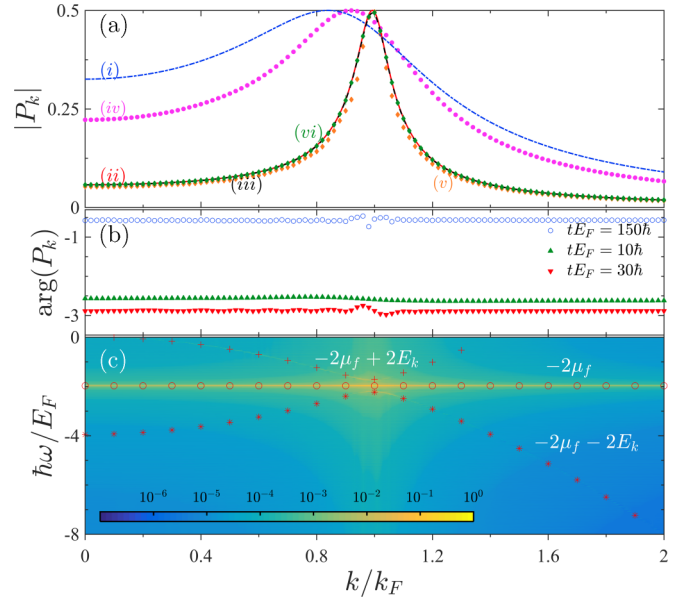 0.5
(a)
(i)
(iv)
0.25
|P_k|
(vi)
(ii)
(iii)
(v)
0
(b)
-1
arg(P_k)
-3
tE_F = 150ħ
tE_F = 10ħ
tE_F = 30ħ
0
(c)
−2μ_f + 2E_k
−2μ_f
-4
ħω/E_F
−2μ_f − 2E_k
10^-6 10^-5 10^-4 10^-3 10^-2 10^-1 10^0
-8
0 0.4 0.8 1.2 1.6 2
k/k_F